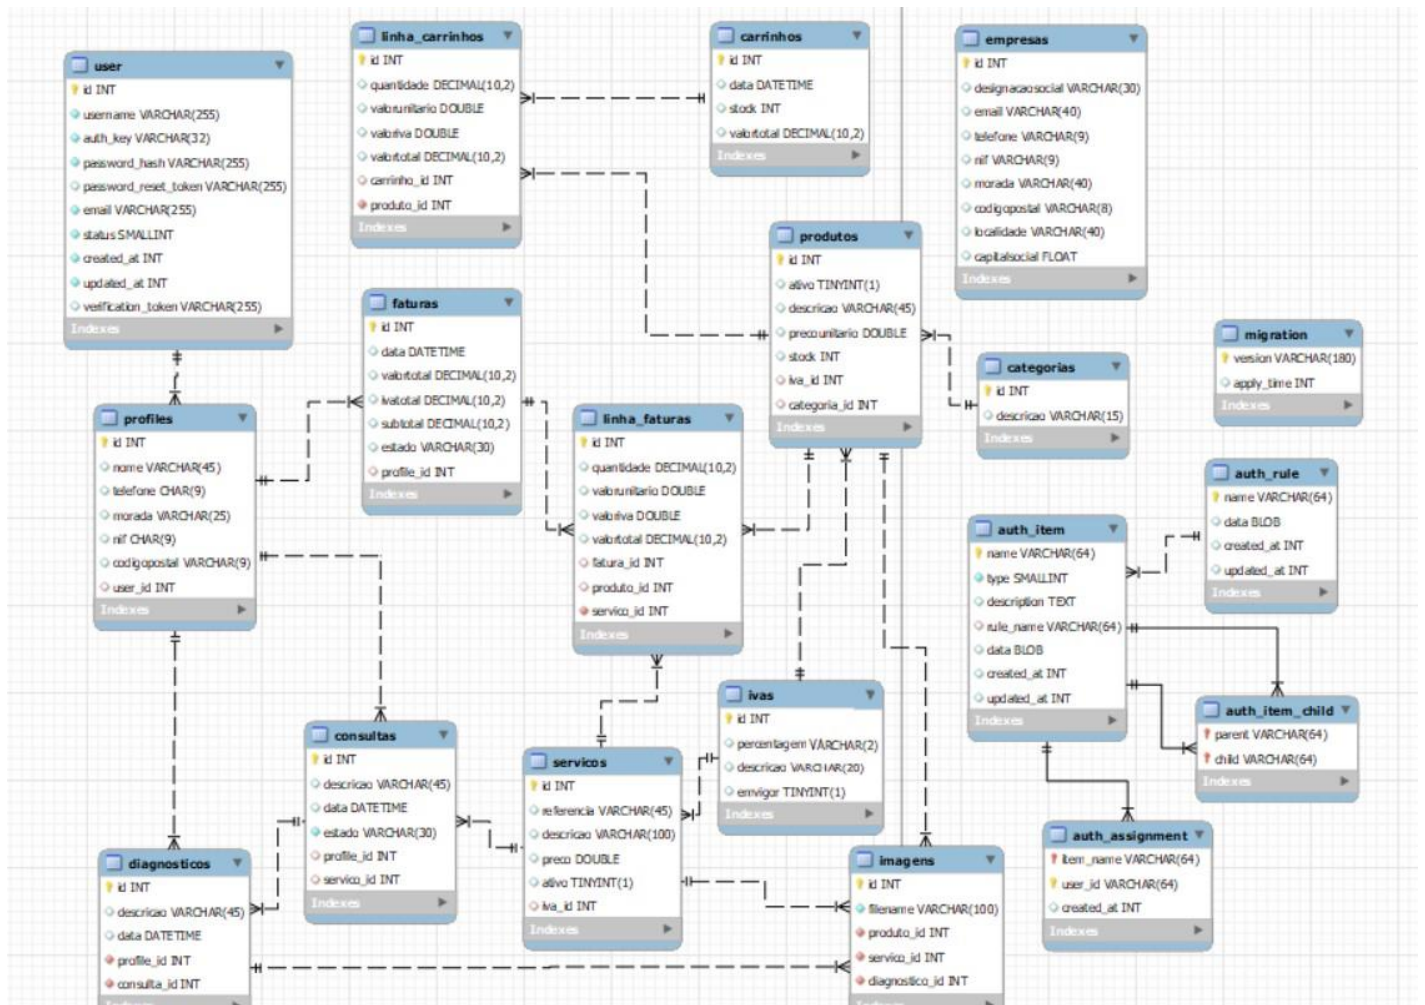 user
id INT
username VARCHAR(255)
auth_key VARCHAR(32)
password_hash VARCHAR(255)
password_reset_token VARCHAR(255)
email VARCHAR(255)
status SMALLINT
created_at INT
updated_at INT
verification_token VARCHAR(255)
Indexes
linha_carrinhos
id INT
quantidade DECIMAL(10,2)
valorunitario DOUBLE
valoriva DOUBLE
valortotal DECIMAL(10,2)
carrinho_id INT
produto_id INT
Indexes
carrinhos
id INT
data DATETIME
stock INT
valortotal DECIMAL(10,2)
Indexes
empresas
id INT
designacaosocial VARCHAR(30)
email VARCHAR(40)
telefone VARCHAR(9)
nif VARCHAR(9)
morada VARCHAR(40)
codigopostal VARCHAR(8)
localidade VARCHAR(40)
capitalsocial FLOAT
Indexes
produtos
id INT
ativo TINYINT(1)
descricao VARCHAR(45)
precounitario DOUBLE
stock INT
iva_id INT
categoria_id INT
Indexes
faturas
id INT
data DATETIME
valortotal DECIMAL(10,2)
ivatotal DECIMAL(10,2)
subtotal DECIMAL(10,2)
estado VARCHAR(30)
profile_id INT
Indexes
migration
version VARCHAR(180)
apply_time INT
Indexes
categorias
id INT
descricao VARCHAR(15)
Indexes
profiles
id INT
nome VARCHAR(45)
telefone CHAR(9)
morada VARCHAR(25)
nif CHAR(9)
codigopostal VARCHAR(9)
user_id INT
Indexes
linha_faturas
id INT
quantidade DECIMAL(10,2)
valorunitario DOUBLE
valoriva DOUBLE
valortotal DECIMAL(10,2)
fatura_id INT
produto_id INT
servico_id INT
Indexes
auth_rule
name VARCHAR(64)
data BLOB
created_at INT
updated_at INT
Indexes
auth_item
name VARCHAR(64)
type SMALLINT
description TEXT
rule_name VARCHAR(64)
data BLOB
created_at INT
updated_at INT
Indexes
auth_item_child
parent VARCHAR(64)
child VARCHAR(64)
Indexes
ivas
id INT
percentagem VARCHAR(2)
descricao VARCHAR(20)
emvigor TINYINT(1)
Indexes
consultas
id INT
descricao VARCHAR(45)
data DATETIME
estado VARCHAR(30)
profile_id INT
servico_id INT
Indexes
servicos
id INT
referencia VARCHAR(45)
descricao VARCHAR(100)
preco DOUBLE
ativo TINYINT(1)
iva_id INT
Indexes
auth_assignment
item_name VARCHAR(64)
user_id VARCHAR(64)
created_at INT
Indexes
diagnosticos
id INT
descricao VARCHAR(45)
data DATETIME
profile_id INT
consulta_id INT
Indexes
imagens
id INT
filename VARCHAR(100)
produto_id INT
servico_id INT
diagnostico_id INT
Indexes